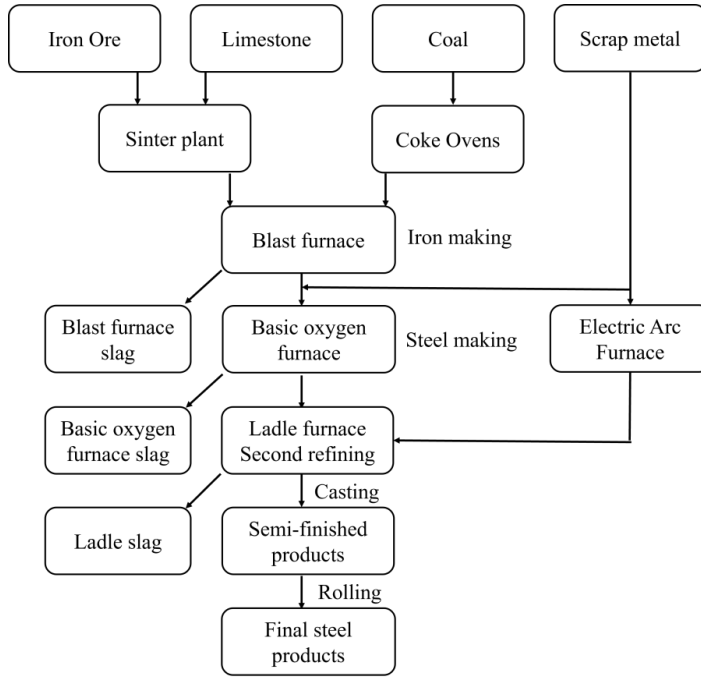 Iron Ore
Limestone
Coal
Scrap metal
Sinter plant
Coke Ovens
Blast furnace
Iron making
Blast furnace
slag
Basic oxygen
furnace
Steel making
Electric Arc
Furnace
Basic oxygen
furnace slag
Ladle furnace
Second refining
Casting
Ladle slag
Semi-finished
products
Rolling
Final steel
products